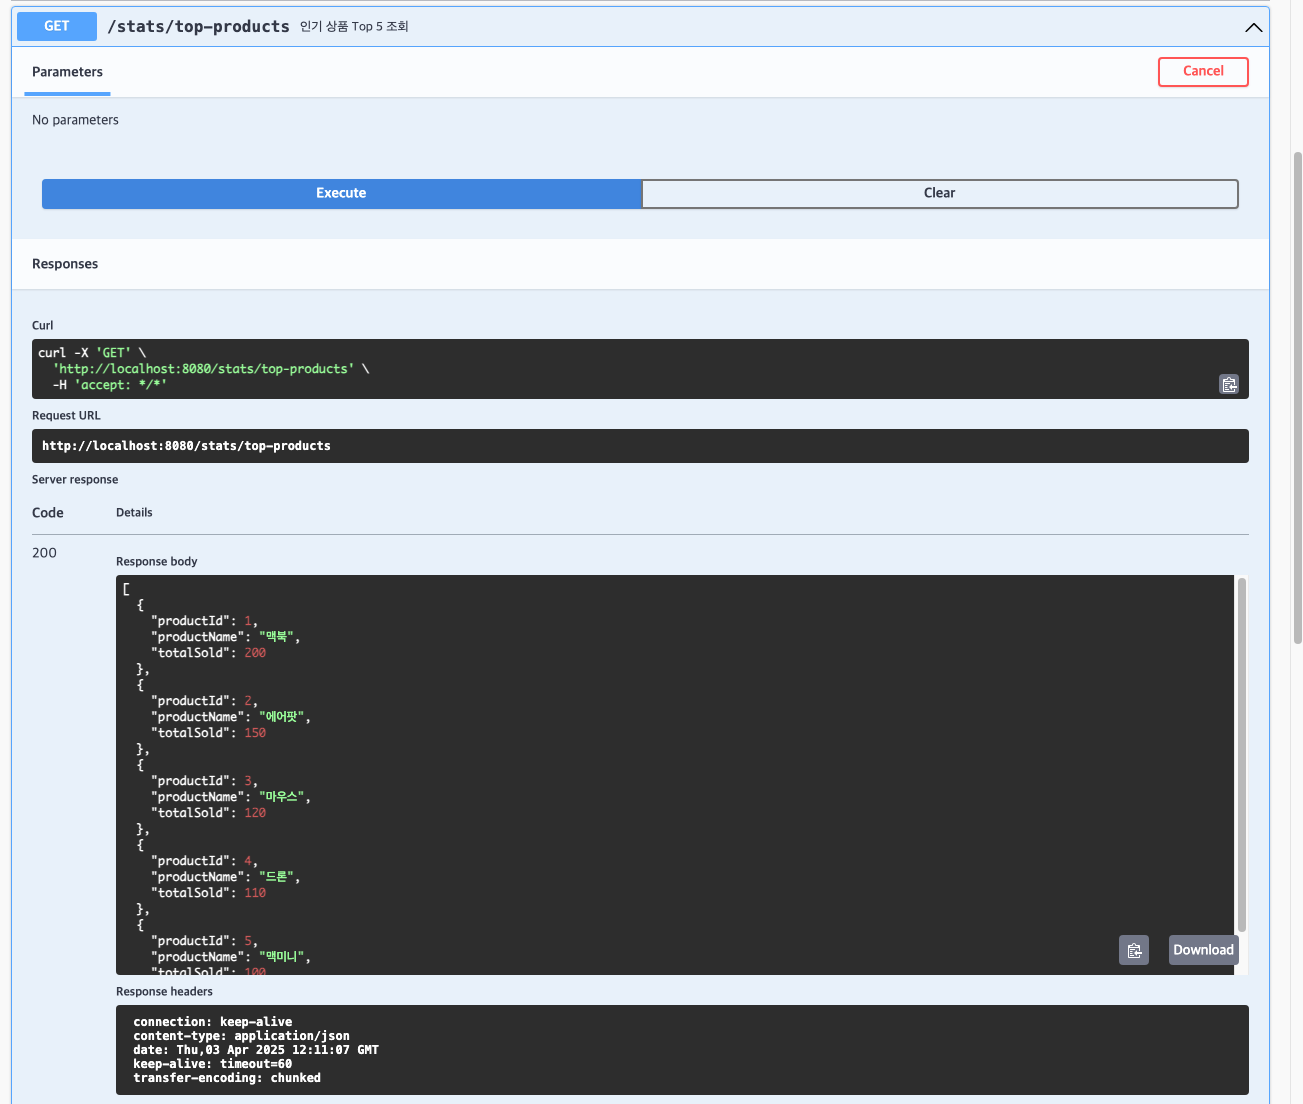 GET /stats/top-products 인기 상품 Top 5 조회
Parameters
Cancel
No parameters
Execute
Clear
Responses
Curl
curl -X 'GET' \
  'http://localhost:8080/stats/top-products' \
  -H 'accept: */*'
Request URL
http://localhost:8080/stats/top-products
Server response
Code Details
200
Response body
[
  {
    "productId": 1,
    "productName": "맥북",
    "totalSold": 200
  },
  {
    "productId": 2,
    "productName": "에어팟",
    "totalSold": 150
  },
  {
    "productId": 3,
    "productName": "마우스",
    "totalSold": 120
  },
  {
    "productId": 4,
    "productName": "드론",
    "totalSold": 110
  },
  {
    "productId": 5,
    "productName": "맥미니",
    "totalSold": 100
Download
Response headers
connection: keep-alive
content-type: application/json
date: Thu,03 Apr 2025 12:11:07 GMT
keep-alive: timeout=60
transfer-encoding: chunked